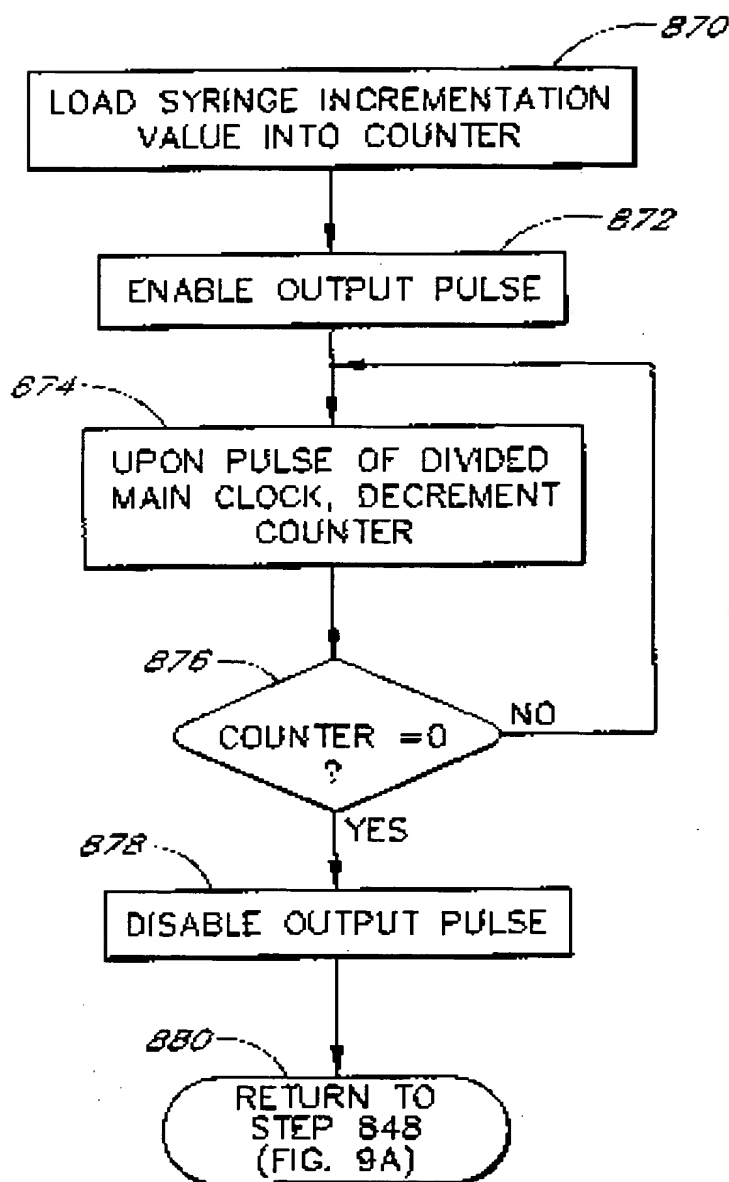 870
LOAD SYRINGE INCREMENTATION
VALUE INTO COUNTER
872
ENABLE OUTPUT PULSE
874
UPON PULSE OF DIVIDED
MAIN CLOCK, DECREMENT
COUNTER
876
COUNTER =0
?
NO
YES
878
DISABLE OUTPUT PULSE
880
RETURN TO
STEP 848
(FIG. 9A)